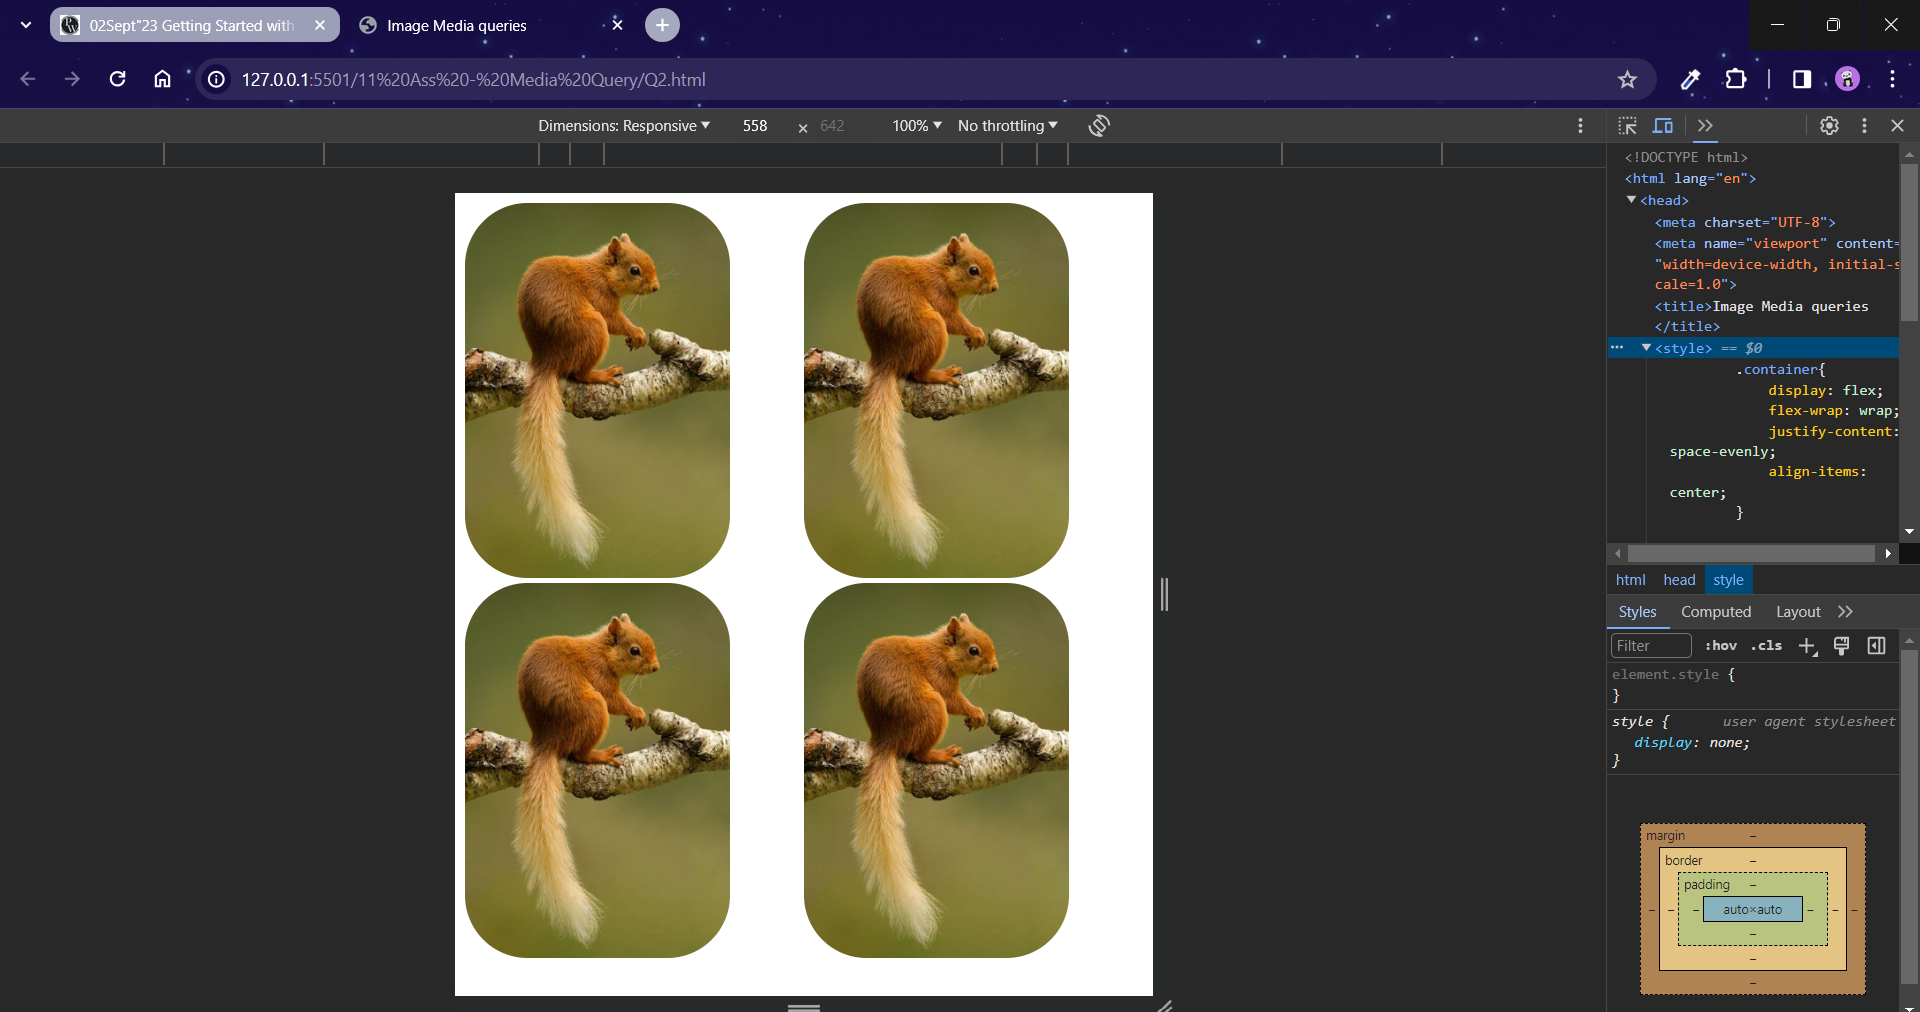 02Sept"23 Getting Started with
Image Media queries
127.0.0.1:5501/11%20Ass%20-%20Media%20Query/Q2.html
Dimensions: Responsive 558 × 642 100% No throttling
<!DOCTYPE html>
<html lang="en">
<head>
<meta charset="UTF-8">
<meta name="viewport" content=
"width=device-width, initial-s
cale=1.0">
<title>Image Media queries
</title>
<style> == $0
.container{
display: flex;
flex-wrap: wrap;
justify-content:
space-evenly;
align-items:
center;
}
html head style
Styles Computed Layout
Filter :hov .cls
element.style {
}
style { user agent stylesheet
display: none;
}
margin –
border –
padding –
– – – auto×auto – – –
–
–
–